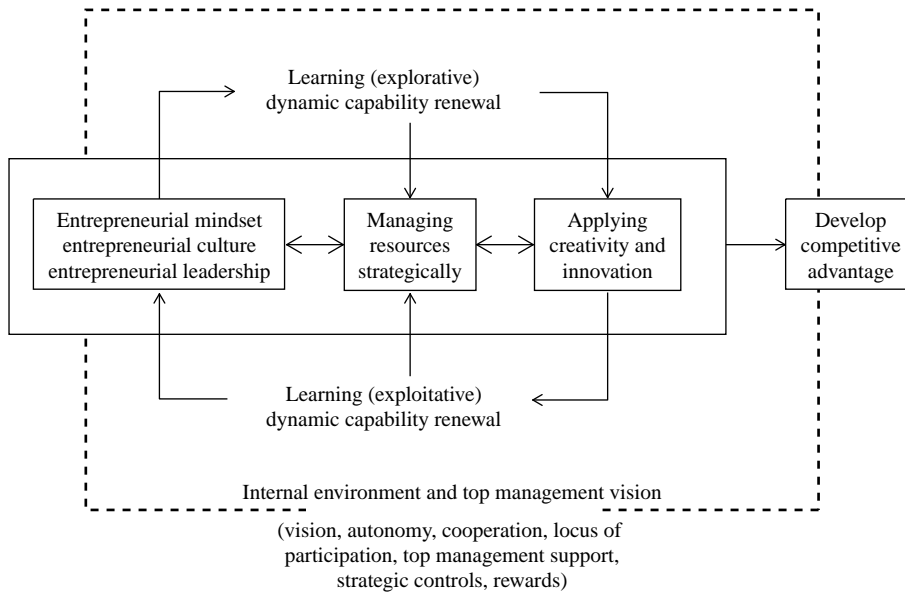 Learning (explorative)
dynamic capability renewal
Entrepreneurial mindset
entrepreneurial culture
entrepreneurial leadership
Managing
resources
strategically
Applying
creativity and
innovation
Develop
competitive
advantage
Learning (exploitative)
dynamic capability renewal
Internal environment and top management vision
(vision, autonomy, cooperation, locus of
participation, top management support,
strategic controls, rewards)